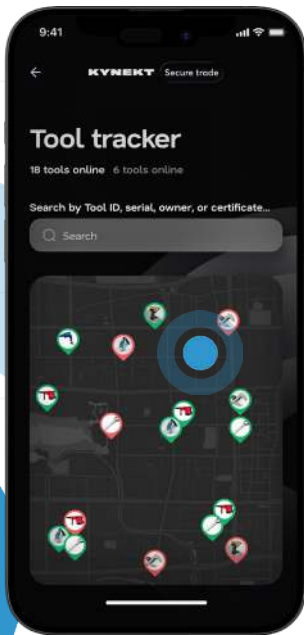 9:41
KYNEKT Secure trade
Tool tracker
18 tools online 6 tools online
Search by Tool ID, serial, owner, or certificate...
Search